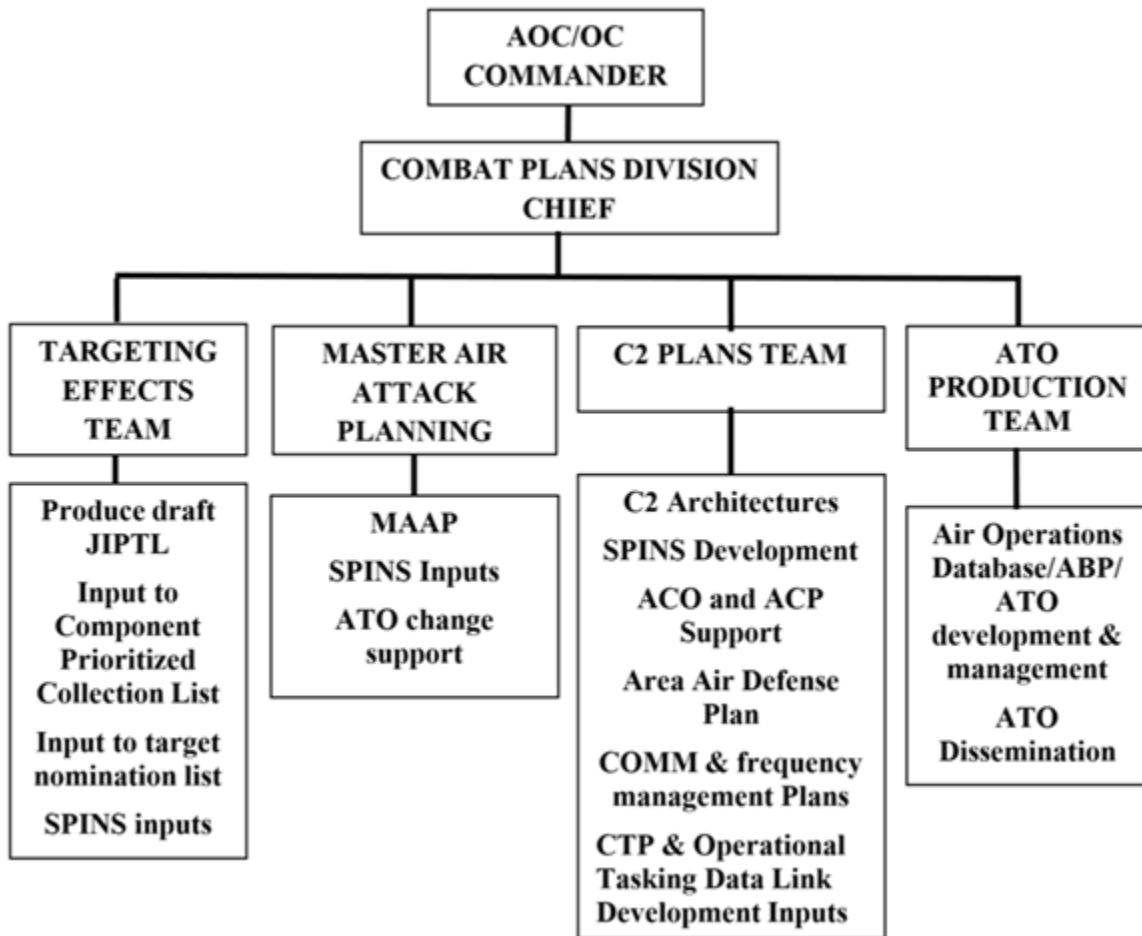 AOC/OC
COMMANDER
COMBAT PLANS DIVISION
CHIEF
TARGETING
EFFECTS
TEAM
MASTER AIR
ATTACK
PLANNING
C2 PLANS TEAM
ATO
PRODUCTION
TEAM
Produce draft
JIPTL
Input to
Component
Prioritized
Collection List
Input to target
nomination list
SPINS inputs
MAAP
SPINS Inputs
ATO change
support
C2 Architectures
SPINS Development
ACO and ACP
Support
Area Air Defense
Plan
COMM & frequency
management Plans
CTP & Operational
Tasking Data Link
Development Inputs
Air Operations
Database/ABP/
ATO
development &
management
ATO
Dissemination